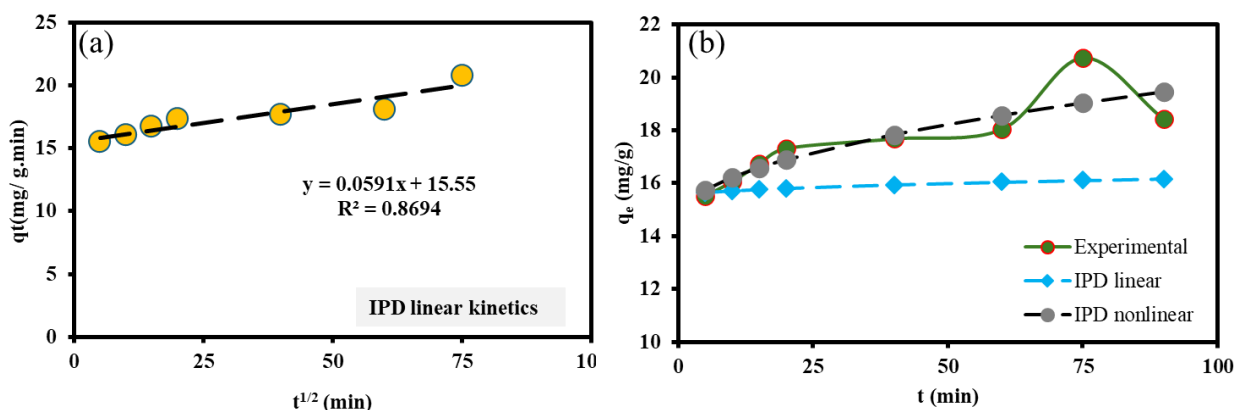 (a)
25
20
15
10
5
0
qt(mg/ g.min)
y = 0.0591x + 15.55
R² = 0.8694
IPD linear kinetics
0 25 50 75 10
t^1/2 (min)
(b)
22
20
18
16
14
12
10
qₑ (mg/g)
Experimental
IPD linear
IPD nonlinear
0 25 50 75 100
t (min)